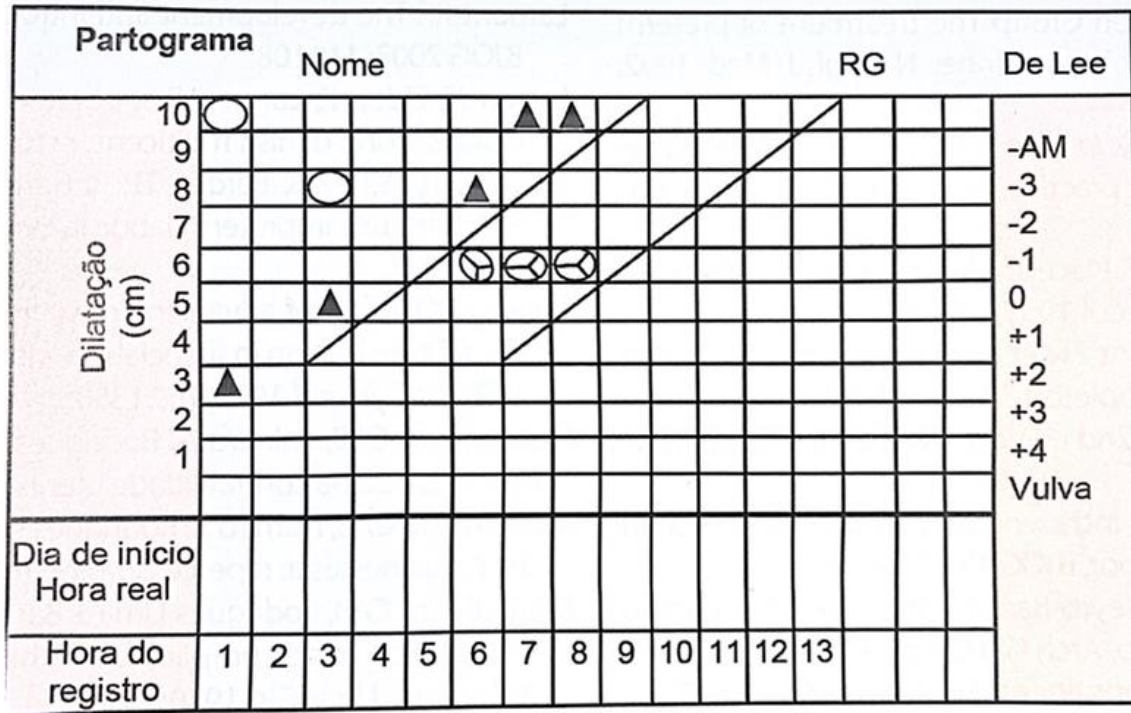 Partograma
Nome RG De Lee
Dilatação
(cm)
10
9
8
7
6
5
4
3
2
1
-AM
-3
-2
-1
0
+1
+2
+3
+4
Vulva
Dia de início
Hora real
Hora do
registro
1 2 3 4 5 6 7 8 9 10 11 12 13